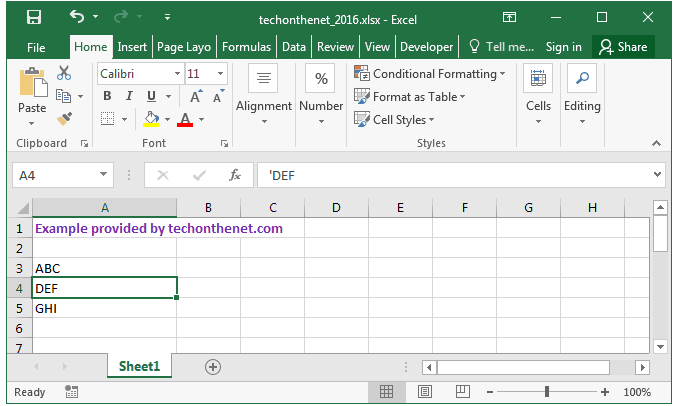 techonthenet_2016.xlsx - Excel
File Home Insert Page Layo Formulas Data Review View Developer Tell me... Sign in Share
Calibri 11 Conditional Formatting
Paste B I U A A Alignment % Number Format as Table Cells Editing
A Cell Styles
Clipboard Font Styles
A4 fx 'DEF
A B C D E F G H
1 Example provided by techonthenet.com
2
3 ABC
4 DEF
5 GHI
6
7
Sheet1
Ready 100%